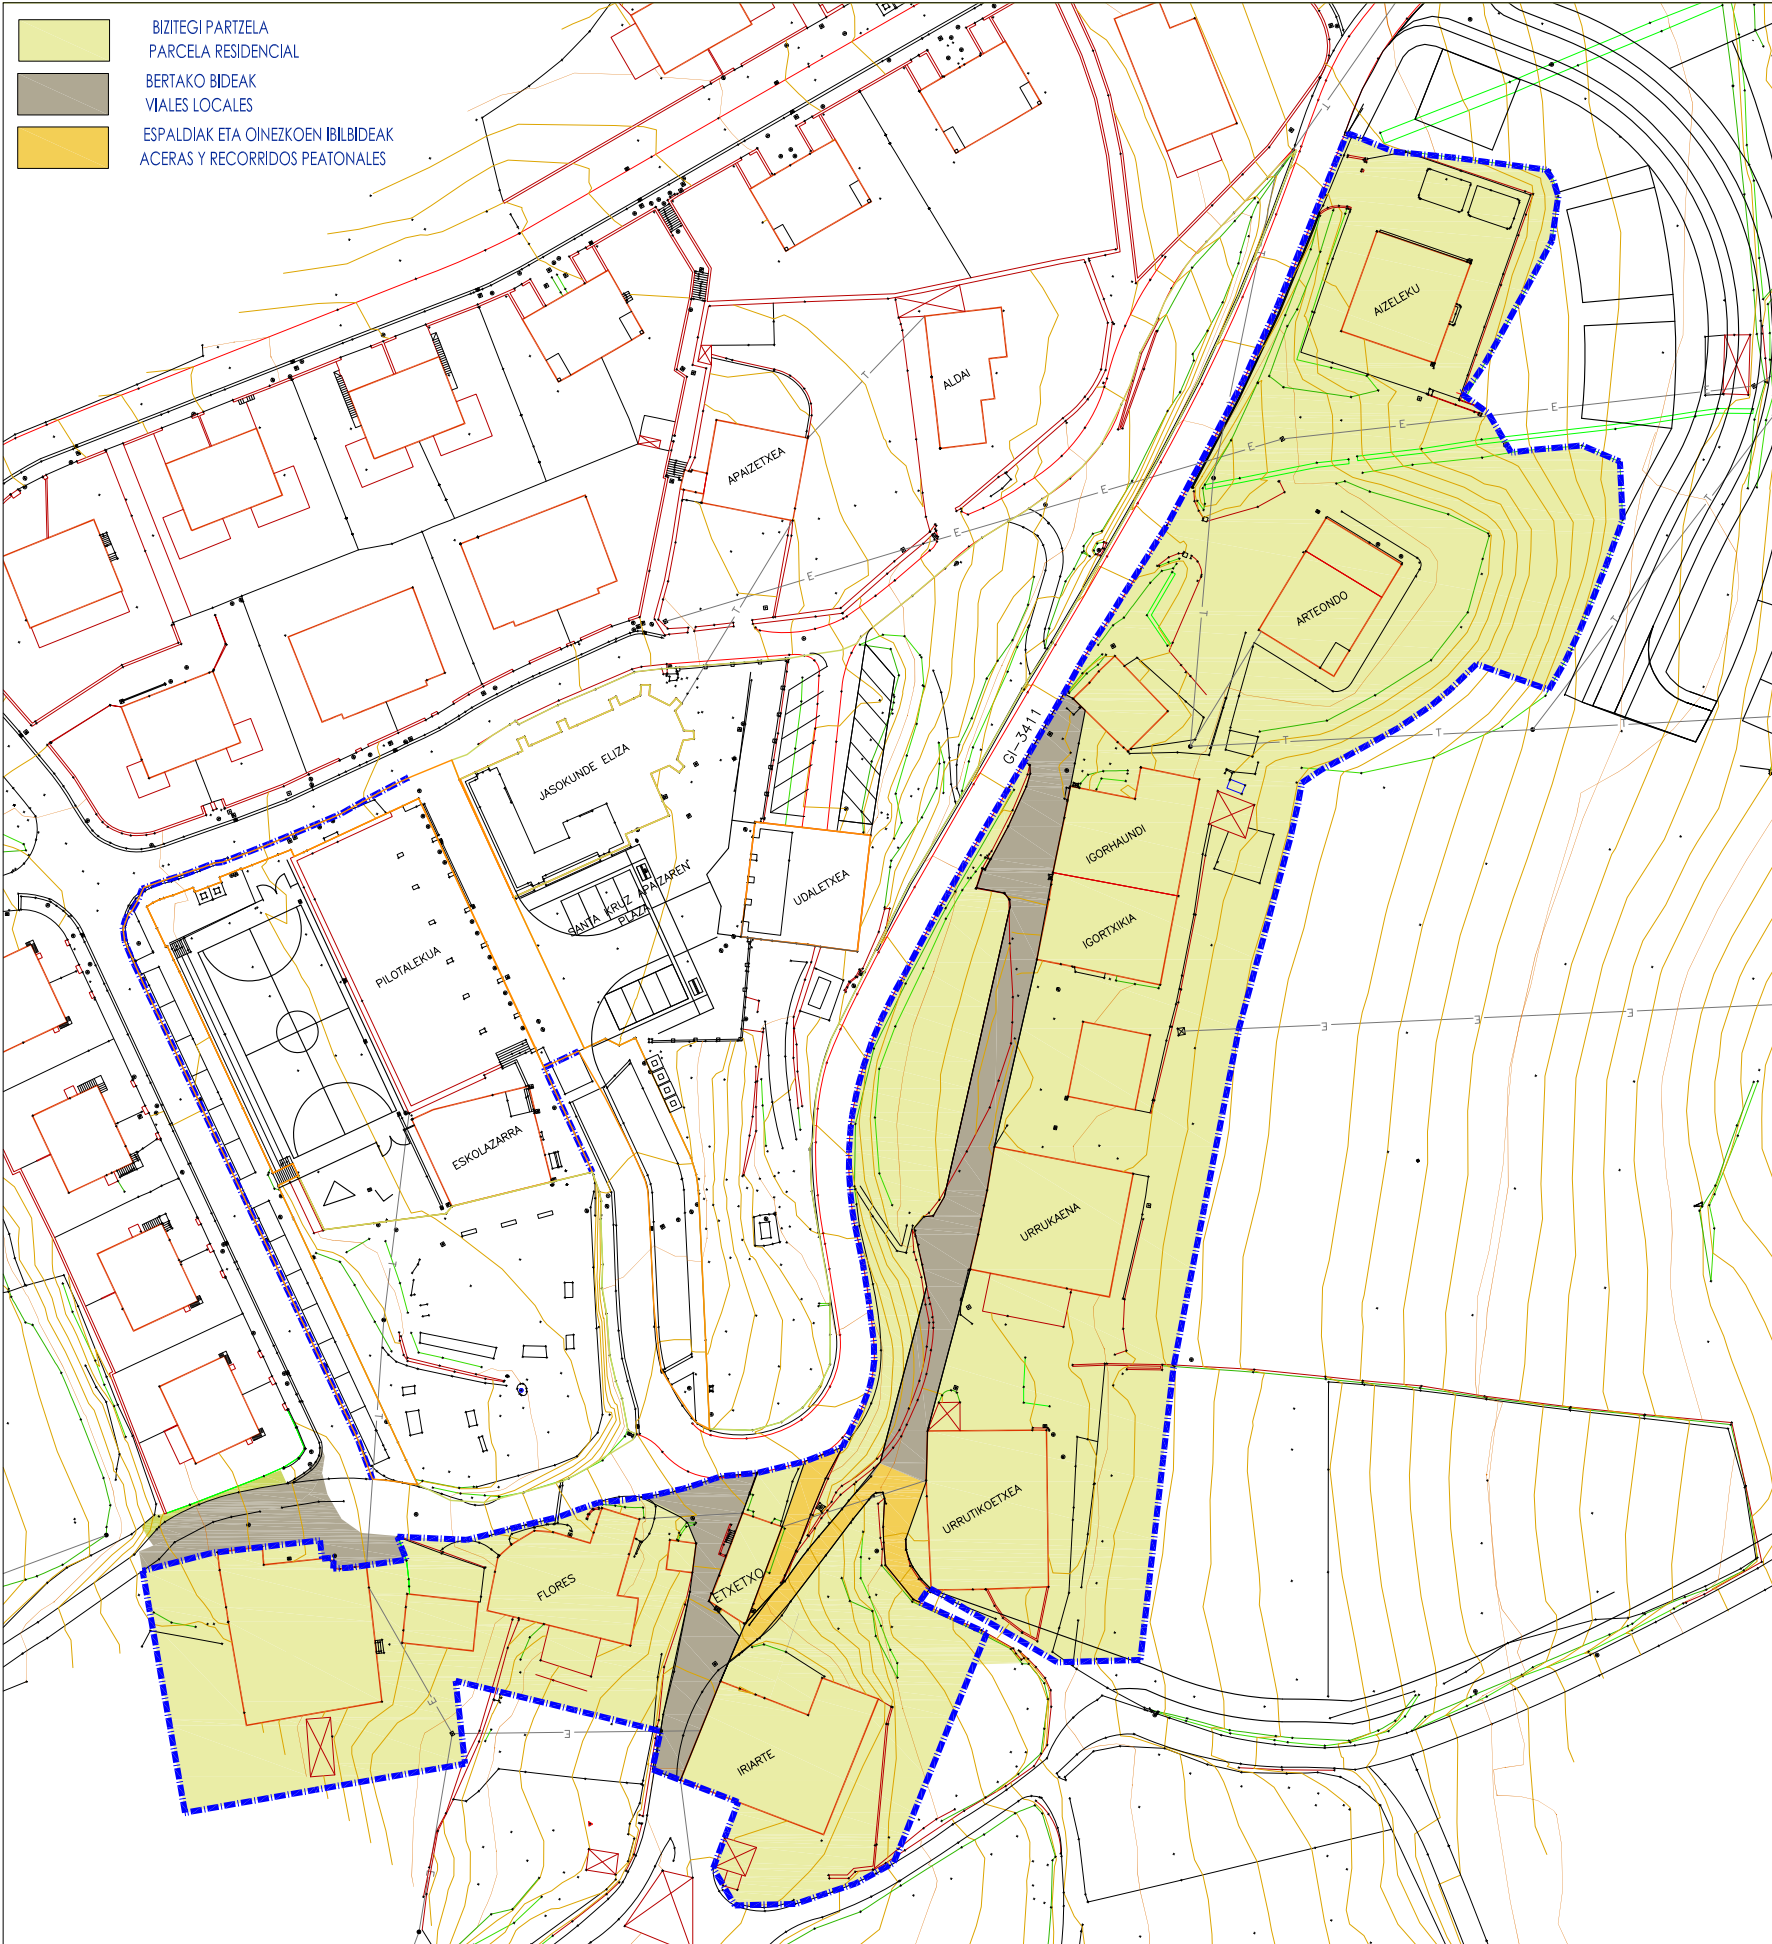 BIZITEGI PARTZELA
PARCELA RESIDENCIAL
BERTAKO BIDEAK
VIALES LOCALES
ESPALDIAK ETA OINEZKOEN IBILBIDEAK
ACERAS Y RECORRIDOS PEATONALES
AIZELEKU
ALDAI
APAIZETXEA
ARTEONDO
GI-3411
JASOKUNDE ELIZA
IGORHAUNDI
UDALETXEA
SANTA KRUZ APAIZAREN
PLAZA
IGORTXIKIA
PILOTALEKUA
ESKOLAZARRA
URRUKAENA
URRUTIKOETXEA
FLORES
ETXETXO
IRIARTE
T
T
T
T
T
T
T
T
T
T
E
E
E
E
E
E
E
E
E
E
E
E
E